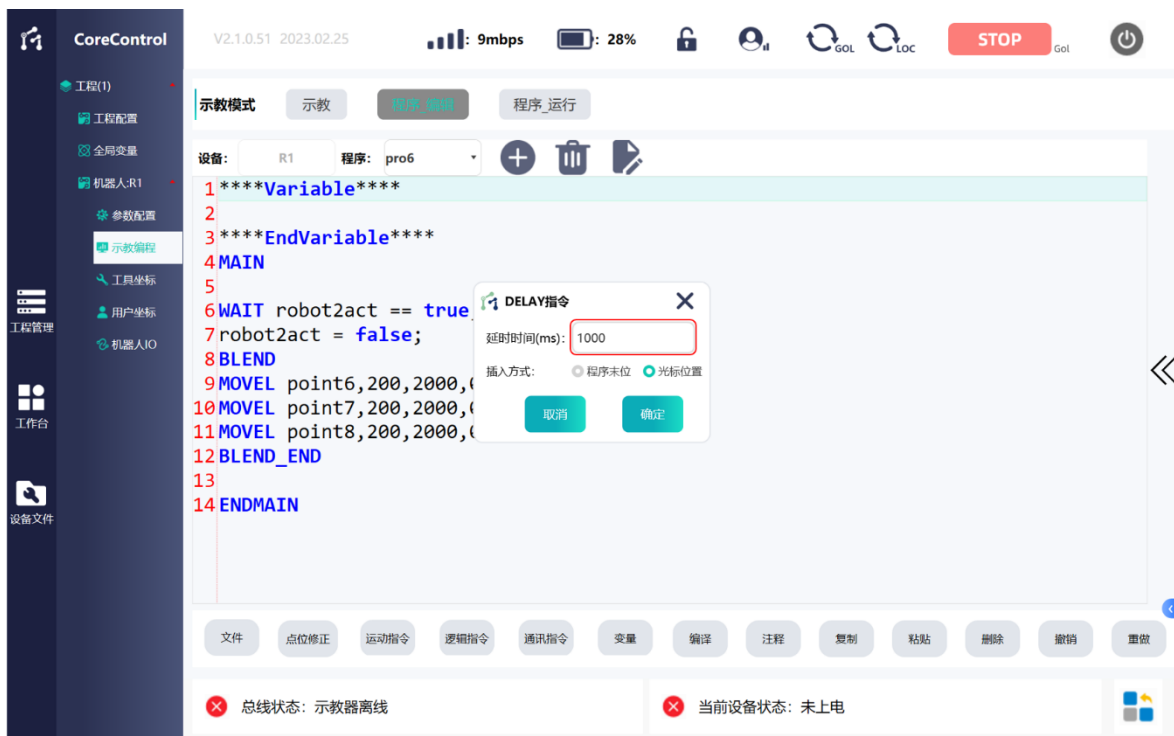 CoreControl
V2.1.0.51 2023.02.25
: 9mbps
: 28%
GOL
LOC
STOP
Gol
工程(1)
工程配置
全局变量
机器人:R1
参数配置
示教编程
工具坐标
用户坐标
机器人IO
工程管理
工作台
设备文件
示教模式
示教
程序_编辑
程序_运行
设备: R1 程序: pro6
1 ****Variable****
2
3 ****EndVariable****
4 MAIN
5
6 WAIT robot2act == true
7 robot2act = false;
8 BLEND
9 MOVEL point6,200,2000,
10 MOVEL point7,200,2000,
11 MOVEL point8,200,2000,
12 BLEND_END
13
14 ENDMAIN
DELAY指令
延时时间(ms): 1000
插入方式: 程序末位 光标位置
取消 确定
文件 点位修正 运动指令 逻辑指令 通讯指令 变量 编译 注程 复制 粘贴 删除 撤销 重做
总线状态: 示教器离线
当前设备状态: 未上电